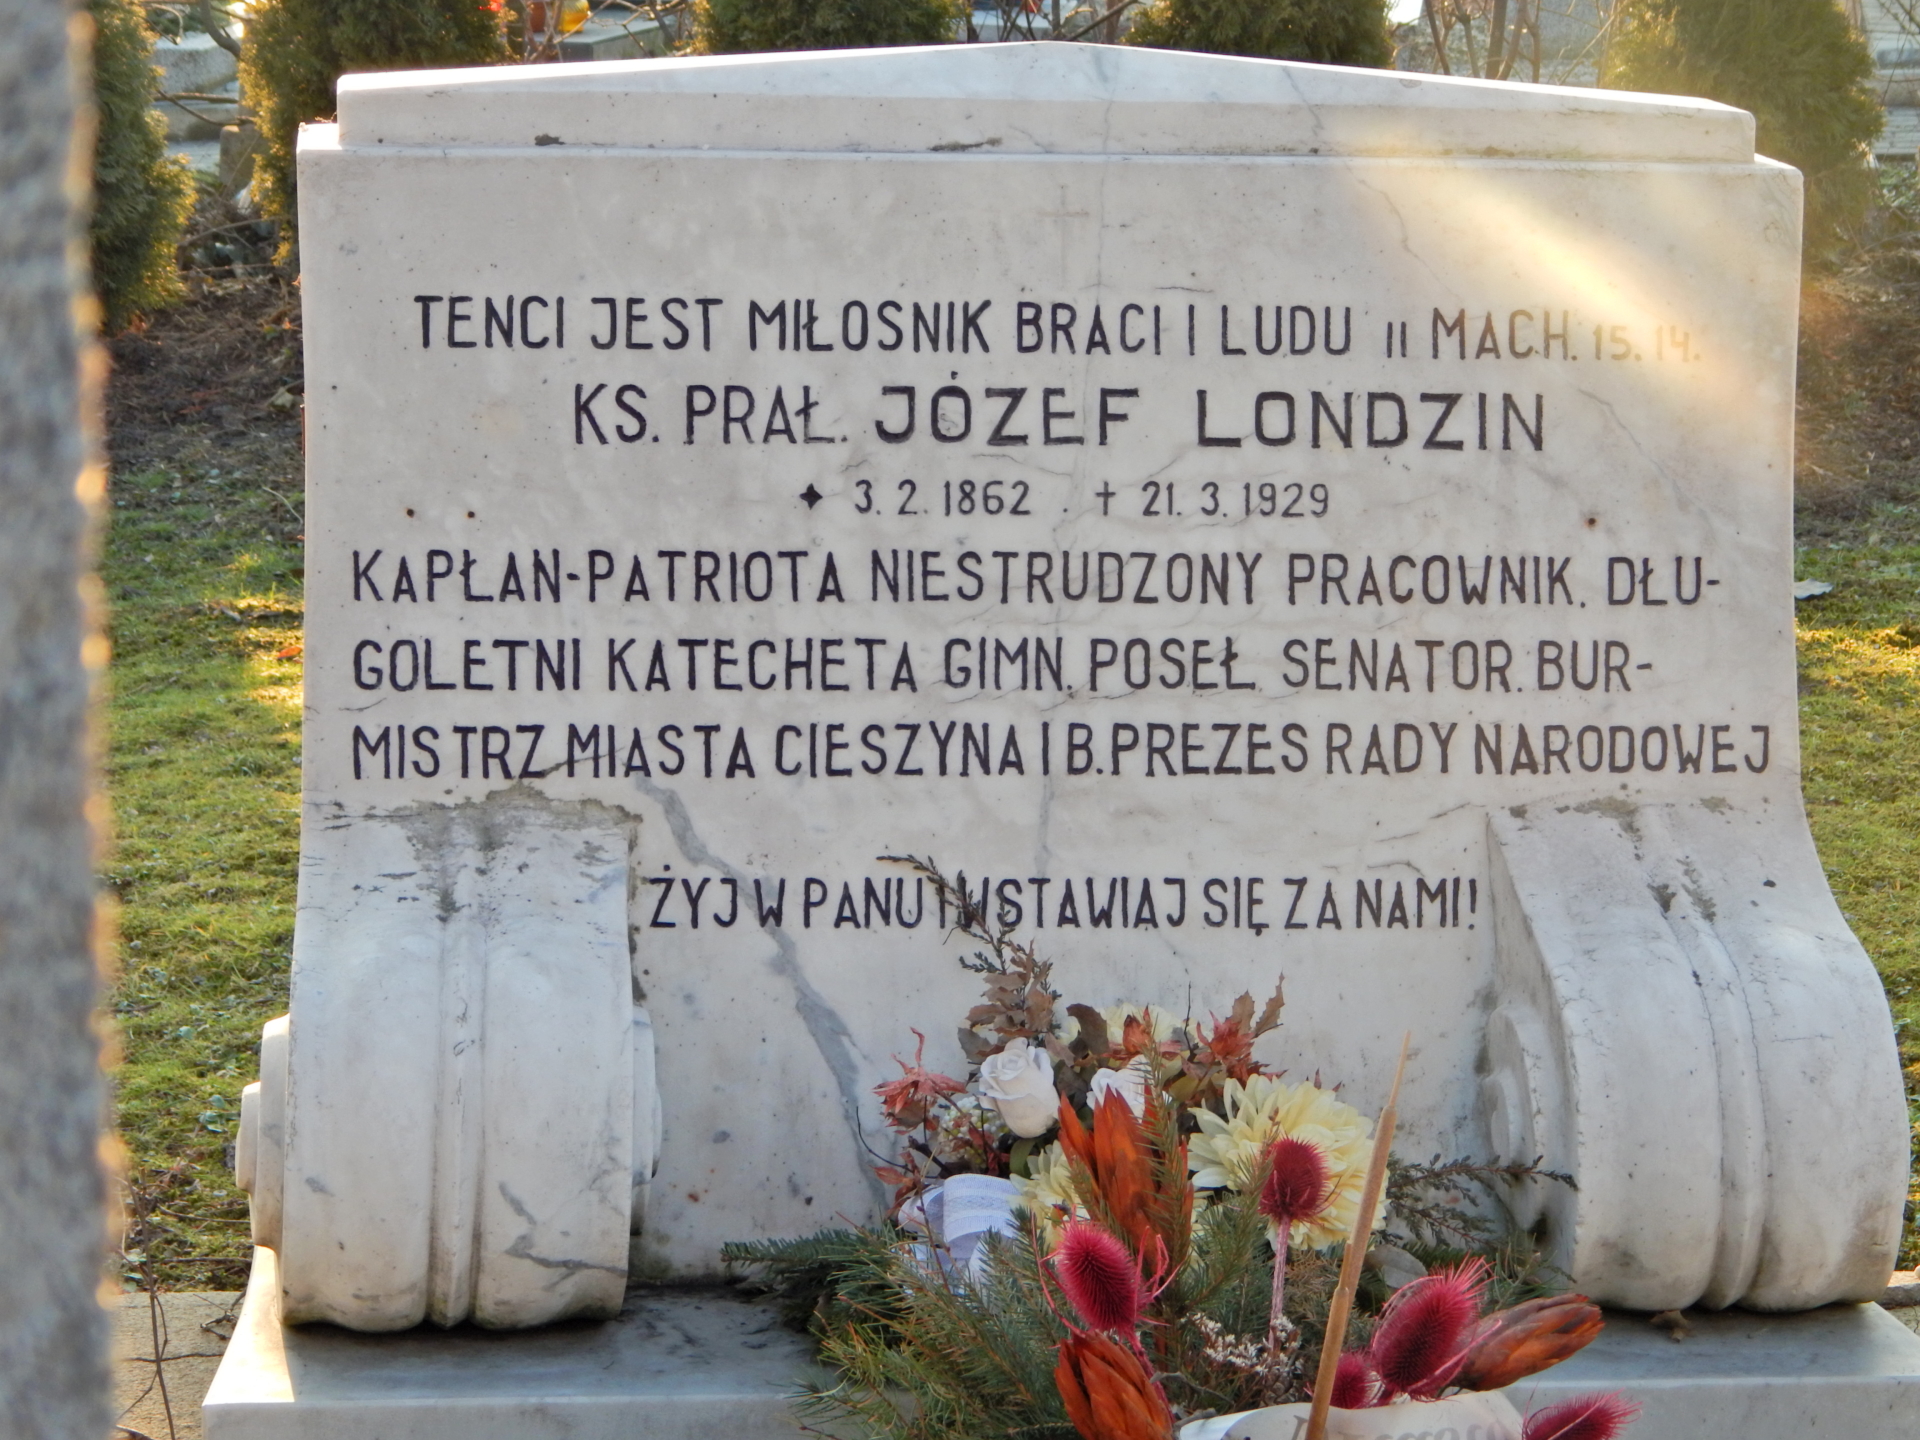 TENCI JEST MIŁOSNIK BRACI I LUDU II MACH. 15. 14.
KS. PRAŁ. JÓZEF LONDZIN
✦ 3. 2. 1862 . † 21. 3. 1929
KAPŁAN-PATRIOTA NIESTRUDZONY PRACOWNIK. DŁU-
GOLETNI KATECHETA GIMN. POSEŁ. SENATOR. BUR-
MISTRZ MIASTA CIESZYNA I B. PREZES RADY NARODOWEJ
ŻYJ W PANU I WSTAWIAJ SIĘ ZA NAMI!